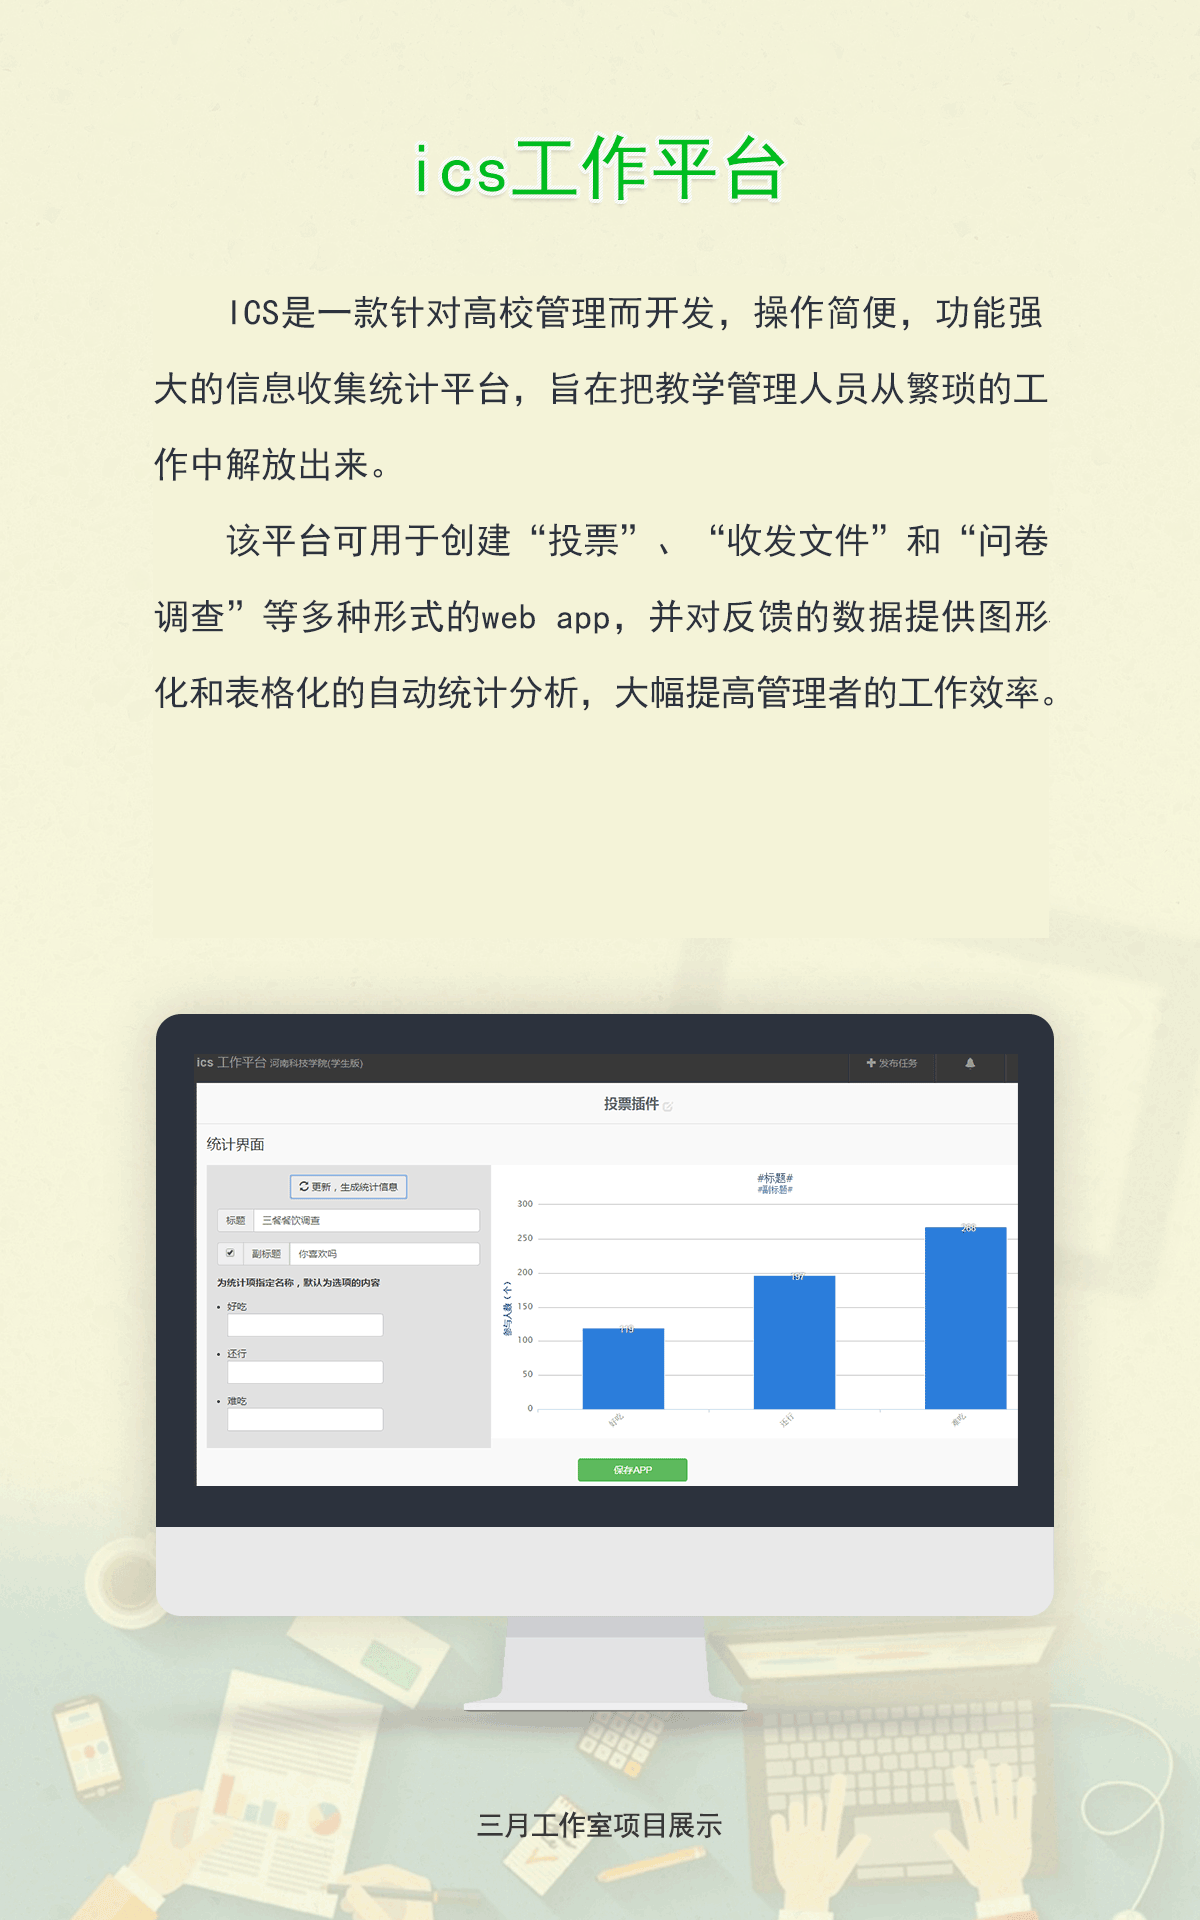 ics工作平台
ICS是一款针对高校管理而开发，操作简便，功能强
大的信息收集统计平台，旨在把教学管理人员从繁琐的工
作中解放出来。
该平台可用于创建“投票”、“收发文件”和“问卷
调查”等多种形式的web app，并对反馈的数据提供图形
化和表格化的自动统计分析，大幅提高管理者的工作效率。
ics 工作平台 河南科技学院(学生版)
发布任务
投票插件
统计界面
更新，生成统计信息
标题 三餐餐饮调查
副标题 你喜欢吗
为统计项指定名称，默认为选项的内容
好吃
还行
难吃
#标题#
#副标题#
参与人数（个）
300
250
200
150
100
50
0
119
197
266
好吃
还行
难吃
保存APP
三月工作室项目展示